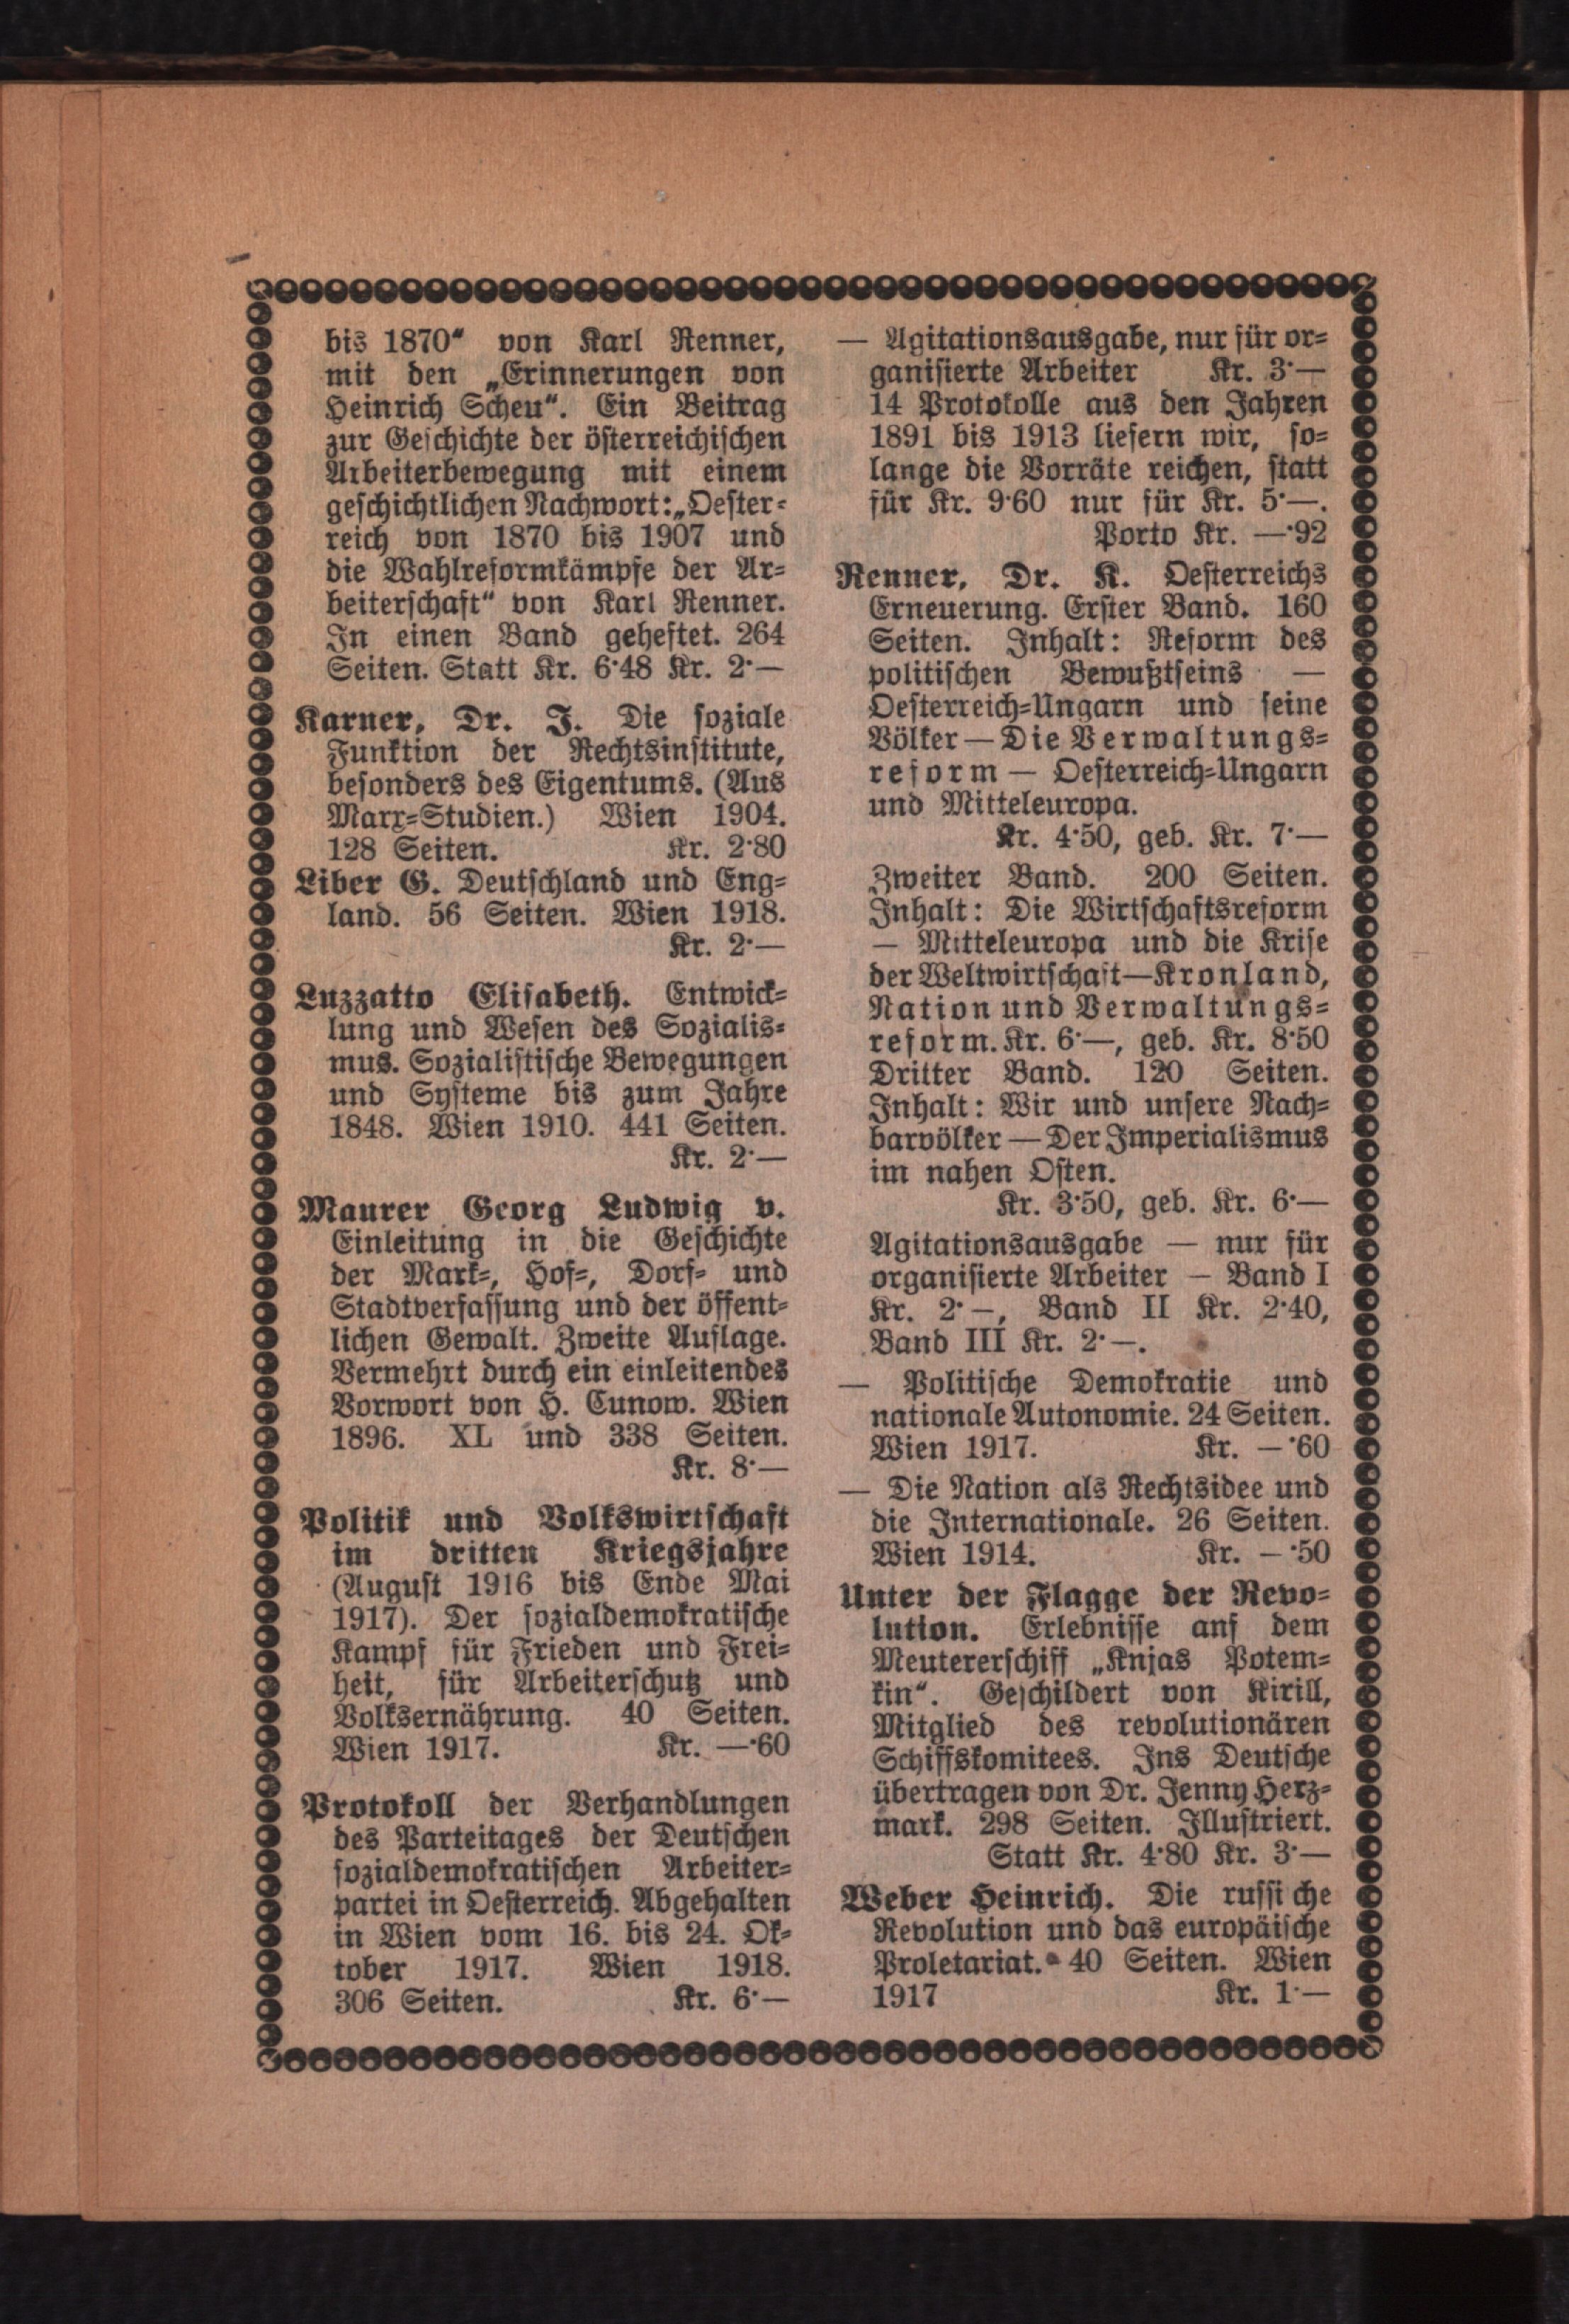 bis 1870“ von Karl Renner,
mit den „Erinnerungen von
Heinrich Scheu“. Ein Beitrag
zur Geschichte der österreichischen
Arbeiterbewegung mit einem
geschichtlichen Nachwort: „Oester-
reich von 1870 bis 1907 und
die Wahlreformkämpfe der Ar-
beiterschaft“ von Karl Renner.
In einen Band geheftet. 264
Seiten. Statt Kr. 6·48 Kr. 2·—
Karner, Dr. J. Die soziale
Funktion der Rechtsinstitute,
besonders des Eigentums. (Aus
Marx-Studien.) Wien 1904.
128 Seiten. Kr. 2·80
Liber G. Deutschland und Eng-
land. 56 Seiten. Wien 1918.
Kr. 2·—
Luzzatto Elisabeth. Entwick-
lung und Wesen des Sozialis-
mus. Sozialistische Bewegungen
und Systeme bis zum Jahre
1848. Wien 1910. 441 Seiten.
Kr. 2·—
Maurer Georg Ludwig v.
Einleitung in die Geschichte
der Mark-, Hof-, Dorf- und
Stadtverfassung und der öffent-
lichen Gewalt. Zweite Auflage.
Vermehrt durch ein einleitendes
Vorwort von H. Cunow. Wien
1896. XL und 338 Seiten.
Kr. 8·—
Politik und Volkswirtschaft
im dritten Kriegsjahre
(August 1916 bis Ende Mai
1917). Der sozialdemokratische
Kampf für Frieden und Frei-
heit, für Arbeiterschutz und
Volksernährung. 40 Seiten.
Wien 1917. Kr. —·60
Protokoll der Verhandlungen
des Parteitages der Deutschen
sozialdemokratischen Arbeiter-
partei in Oesterreich. Abgehalten
in Wien vom 16. bis 24. Ok-
tober 1917. Wien 1918.
306 Seiten. Kr. 6·—
— Agitationsausgabe, nur für or-
ganisierte Arbeiter Kr. 3·—
14 Protokolle aus den Jahren
1891 bis 1913 liefern wir, so-
lange die Vorräte reichen, statt
für Kr. 9·60 nur für Kr. 5·—.
Porto Kr. —·92
Renner, Dr. K. Oesterreichs
Erneuerung. Erster Band. 160
Seiten. Inhalt: Reform des
politischen Bewußtseins —
Oesterreich-Ungarn und seine
Völker — Die Verwaltungs-
reform — Oesterreich-Ungarn
und Mitteleuropa.
Kr. 4·50, geb. Kr. 7·—
Zweiter Band. 200 Seiten.
Inhalt: Die Wirtschaftsreform
— Mitteleuropa und die Krise
der Weltwirtschaft — Kronland,
Nation und Verwaltungs-
reform. Kr. 6·—, geb. Kr. 8·50
Dritter Band. 120 Seiten.
Inhalt: Wir und unsere Nach-
barvölker — Der Imperialismus
im nahen Osten.
Kr. 3·50, geb. Kr. 6·—
Agitationsausgabe — nur für
organisierte Arbeiter — Band I
Kr. 2·—, Band II Kr. 2·40,
Band III Kr. 2·—.
— Politische Demokratie und
nationale Autonomie. 24 Seiten.
Wien 1917. Kr. —·60
— Die Nation als Rechtsidee und
die Internationale. 26 Seiten.
Wien 1914. Kr. —·50
Unter der Flagge der Revo-
lution. Erlebnisse anf dem
Meutererschiff „Knjas Potem-
kin“. Geschildert von Kirill,
Mitglied des revolutionären
Schiffskomitees. Ins Deutsche
übertragen von Dr. Jenny Herz-
mark. 298 Seiten. Illustriert.
Statt Kr. 4·80 Kr. 3·—
Weber Heinrich. Die russi che
Revolution und das europäische
Proletariat. 40 Seiten. Wien
1917 Kr. 1·—